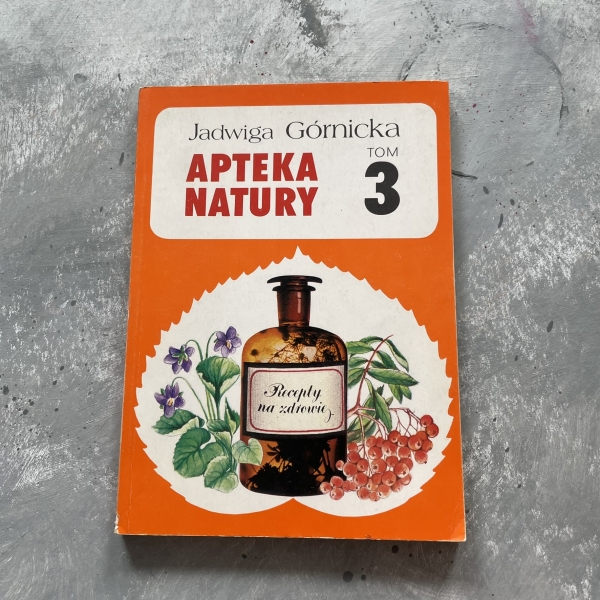 Jadwiga Górnicka
APTEKA
NATURY
TOM
3
Recepty
na zdrowie